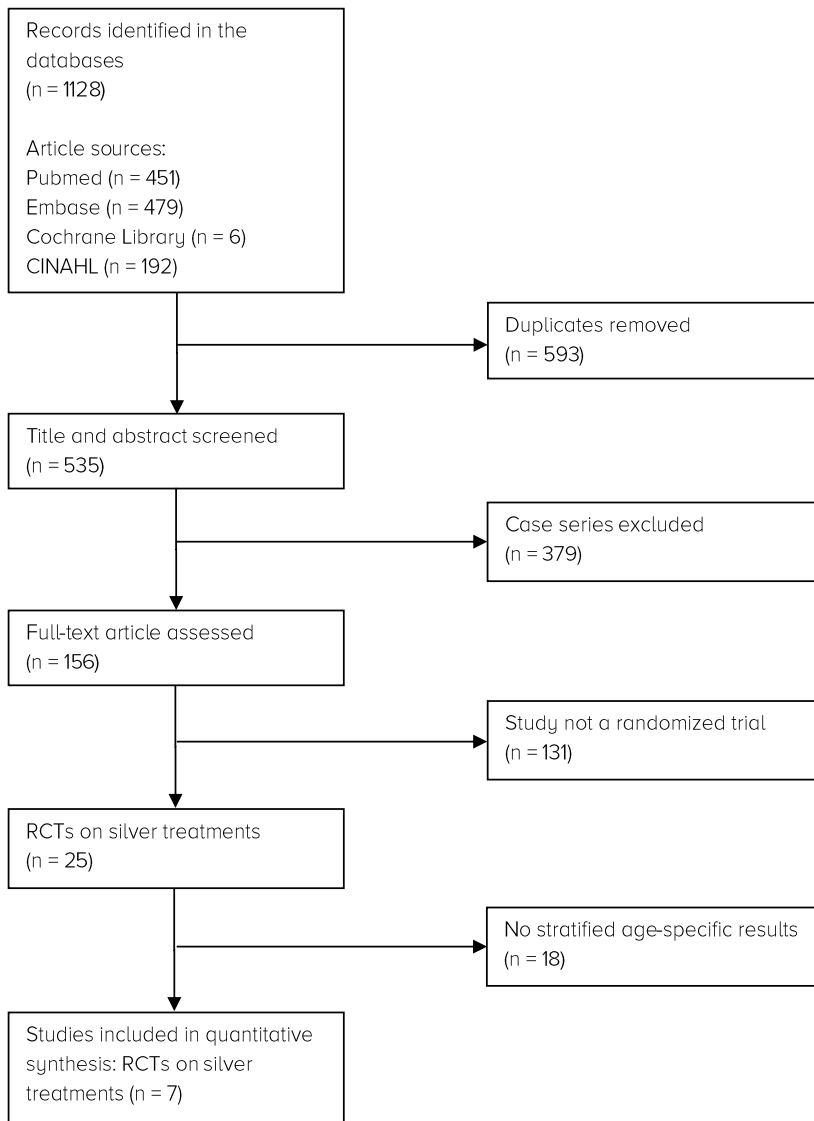 Records identified in the
databases
(n = 1128)
Article sources:
Pubmed (n = 451)
Embase (n = 479)
Cochrane Library (n = 6)
CINAHL (n = 192)
Duplicates removed
(n = 593)
Title and abstract screened
(n = 535)
Case series excluded
(n = 379)
Full-text article assessed
(n = 156)
Study not a randomized trial
(n = 131)
RCTs on silver treatments
(n = 25)
No stratified age-specific results
(n = 18)
Studies included in quantitative
synthesis: RCTs on silver
treatments (n = 7)